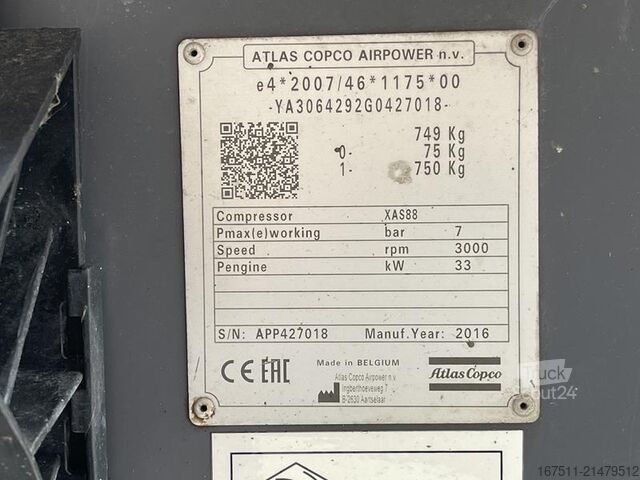 ATLAS COPCO AIRPOWER n.v.
e4*2007/46*1175*00
-YA3064292G0427018-
749 Kg
0- 75 Kg
1- 750 Kg
Compressor XAS88
Pmax(e)working bar 7
Speed rpm 3000
Pengine kW 33
S/N: APP427018 Manuf.Year: 2016
CE EAC
Made in BELGIUM
Atlas Copco Airpower n.v.
Ingberthoeveweg 7
B-2630 Aartselaar
Atlas Copco
Truck
out24
167511-21479512